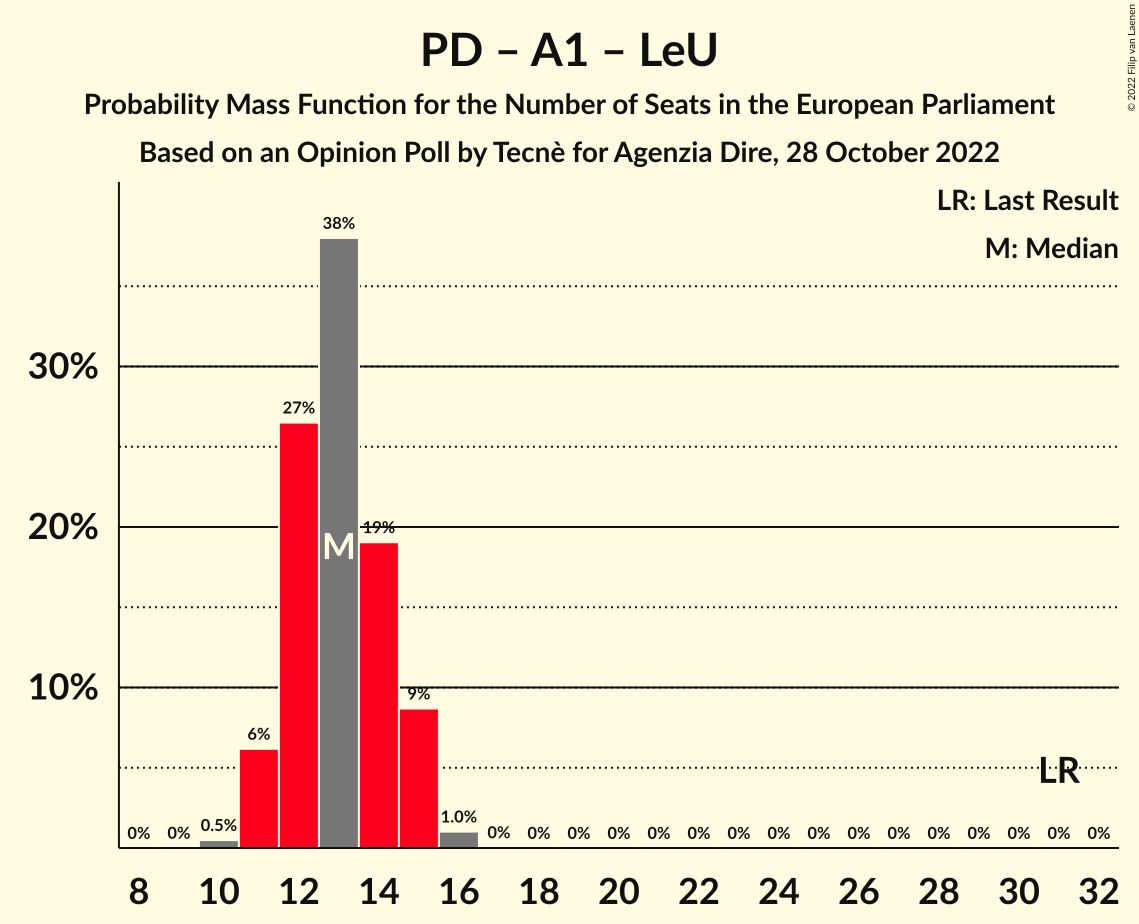 PD – A1 – LeU
Probability Mass Function for the Number of Seats in the European Parliament
Based on an Opinion Poll by Tecnè for Agenzia Dire, 28 October 2022
© 2022 Filip van Laenen
LR: Last Result
M: Median
30%
20%
10%
0% 0% 0.5% 6% 27% 38% 19% 9% 1.0% 0% 0% 0% 0% 0% 0% 0% 0% 0% 0% 0% 0% 0% 0% 0% 0%
M
LR
8 10 12 14 16 18 20 22 24 26 28 30 32